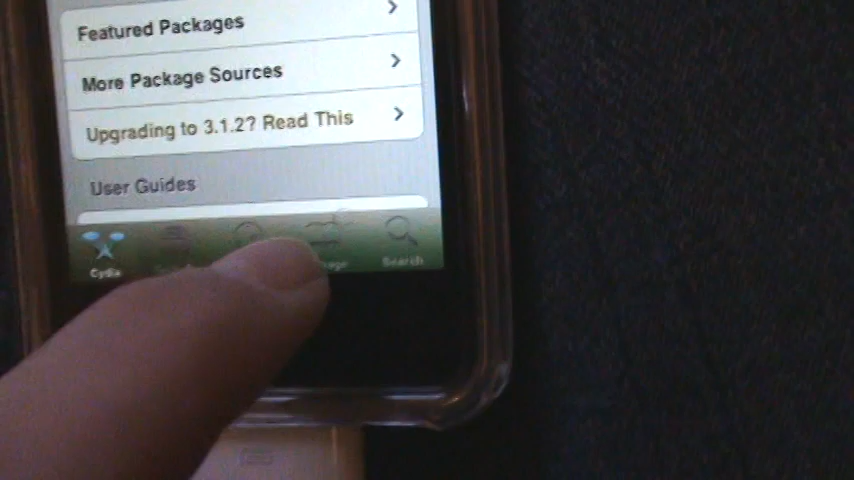 Featured Packages
More Package Sources
Upgrading to 3.1.2? Read This
User Guides
Cydia
Search